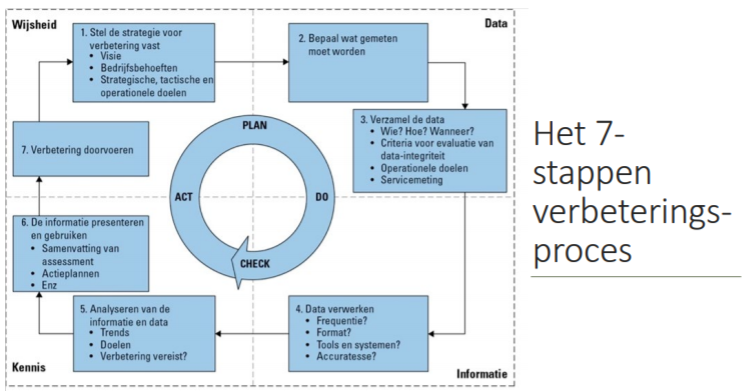 Wijsheid
Data
1. Stel de strategie voor
verbetering vast
• Visie
• Bedrijfsbehoeften
• Strategische, tactische en
operationele doelen
2. Bepaal wat gemeten
moet worden
3. Verzamel de data
• Wie? Hoe? Wanneer?
• Criteria voor evaluatie van
data-integriteit
• Operationele doelen
• Servicemeting
4. Data verwerken
• Frequentie?
• Format?
• Tools en systemen?
• Accuratesse?
5. Analyseren van de
informatie en data
• Trends
• Doelen
• Verbetering vereist?
6. De informatie presenteren
en gebruiken
• Samenvatting van
assessment
• Actieplannen
• Enz
7. Verbetering doorvoeren
PLAN
DO
CHECK
ACT
Kennis
Informatie
Het 7-
stappen
verbeterings-
proces